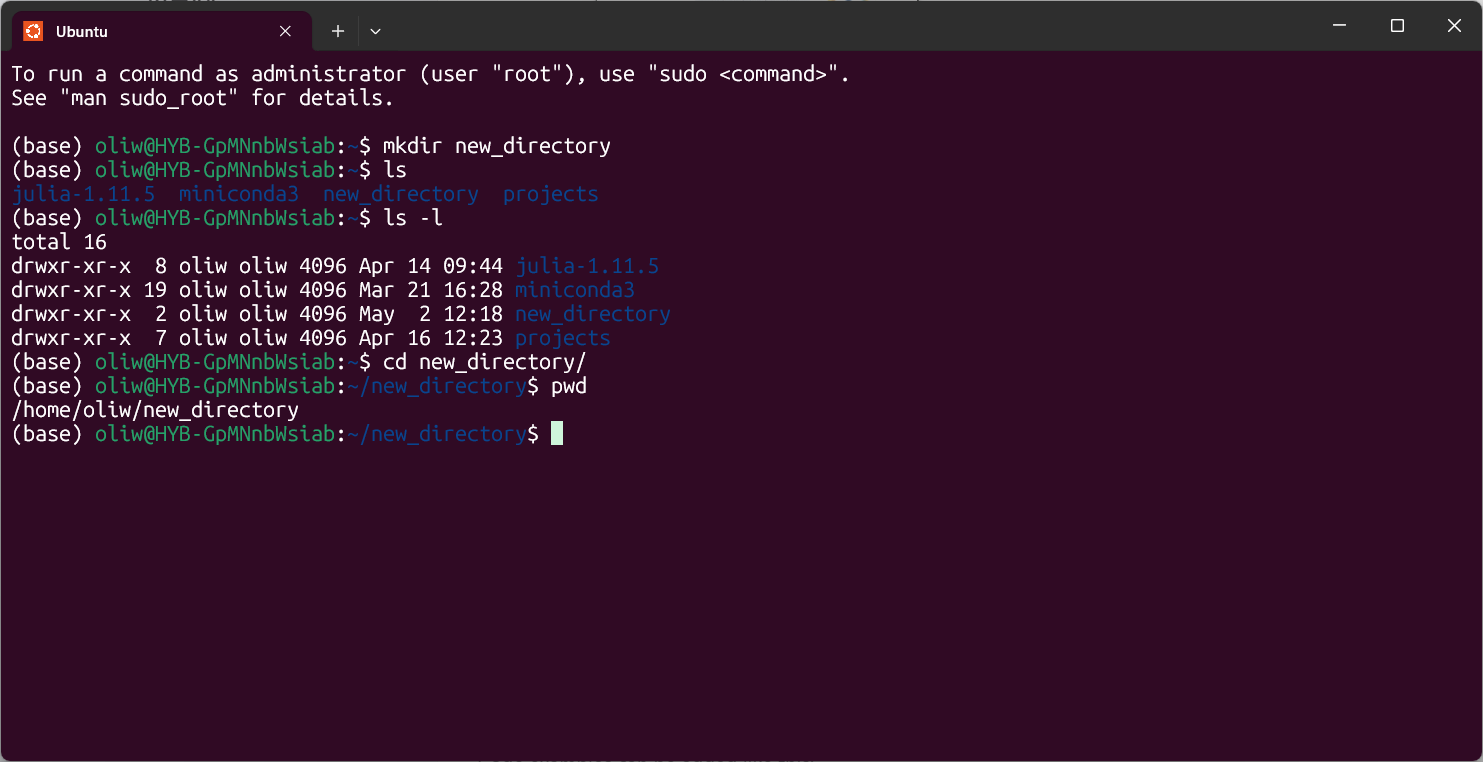 Ubuntu
To run a command as administrator (user "root"), use "sudo <command>".
See "man sudo_root" for details.
(base) oliw@HYB-GpMNnbWsiab:~$ mkdir new_directory
(base) oliw@HYB-GpMNnbWsiab:~$ ls
julia-1.11.5  miniconda3  new_directory  projects
(base) oliw@HYB-GpMNnbWsiab:~$ ls -l
total 16
drwxr-xr-x  8 oliw oliw 4096 Apr 14 09:44 julia-1.11.5
drwxr-xr-x 19 oliw oliw 4096 Mar 21 16:28 miniconda3
drwxr-xr-x  2 oliw oliw 4096 May  2 12:18 new_directory
drwxr-xr-x  7 oliw oliw 4096 Apr 16 12:23 projects
(base) oliw@HYB-GpMNnbWsiab:~$ cd new_directory/
(base) oliw@HYB-GpMNnbWsiab:~/new_directory$ pwd
/home/oliw/new_directory
(base) oliw@HYB-GpMNnbWsiab:~/new_directory$